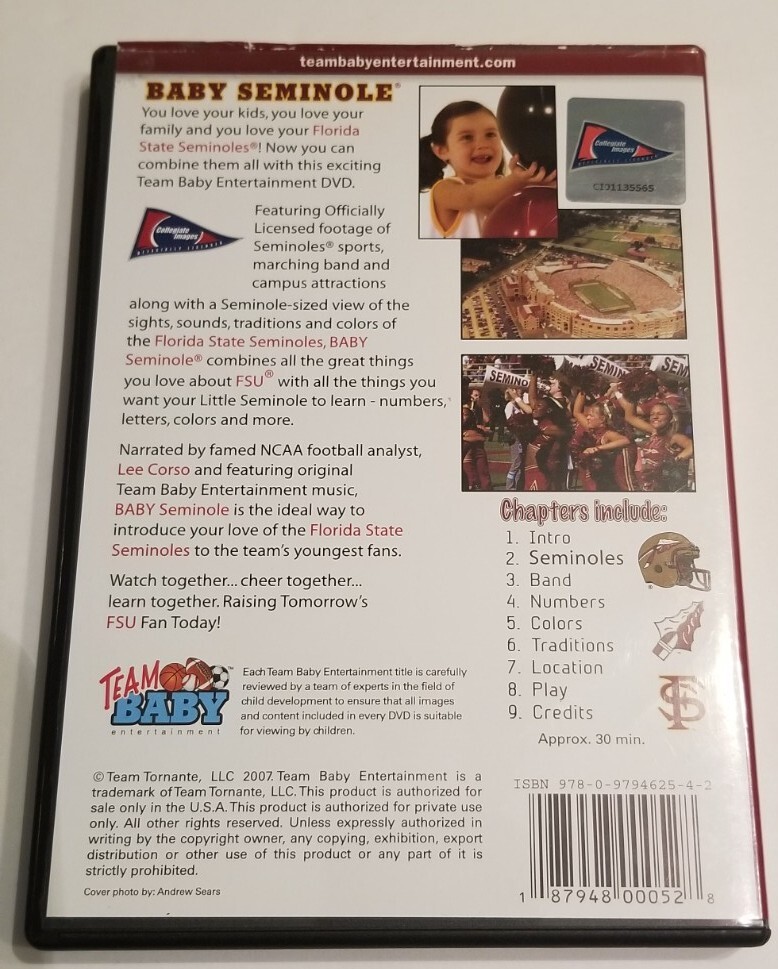 teambabyentertainment.com
BABY SEMINOLE®
You love your kids, you love your
family and you love your Florida
State Seminoles®! Now you can
combine them all with this exciting
Team Baby Entertainment DVD.
Collegiate
Images
OFFICIALLY LICENSED
CI01135565
Collegiate
Images
OFFICIALLY LICENSED
Featuring Officially
Licensed footage of
Seminoles® sports,
marching band and
campus attractions
along with a Seminole-sized view of the
sights, sounds, traditions and colors of
the Florida State Seminoles, BABY
Seminole® combines all the great things
you love about FSU® with all the things you
want your Little Seminole to learn - numbers,
letters, colors and more.
SEMINO
SEMIN
SEM
Narrated by famed NCAA football analyst,
Lee Corso and featuring original
Team Baby Entertainment music,
BABY Seminole is the ideal way to
introduce your love of the Florida State
Seminoles to the team's youngest fans.
Watch together... cheer together...
learn together. Raising Tomorrow's
FSU Fan Today!
Chapters include:
1. Intro
2. Seminoles
3. Band
4. Numbers
5. Colors
6. Traditions
7. Location
8. Play
9. Credits
Approx. 30 min.
FS
TEAM
BABY™
entertainment
Each Team Baby Entertainment title is carefully
reviewed by a team of experts in the field of
child development to ensure that all images
and content included in every DVD is suitable
for viewing by children.
© Team Tornante, LLC 2007. Team Baby Entertainment is a
trademark of Team Tornante, LLC. This product is authorized for
sale only in the U.S.A. This product is authorized for private use
only. All other rights reserved. Unless expressly authorized in
writing by the copyright owner, any copying, exhibition, export
distribution or other use of this product or any part of it is
strictly prohibited.
Cover photo by: Andrew Sears
ISBN 978-0-9794625-4-2
1 87948 00052 8